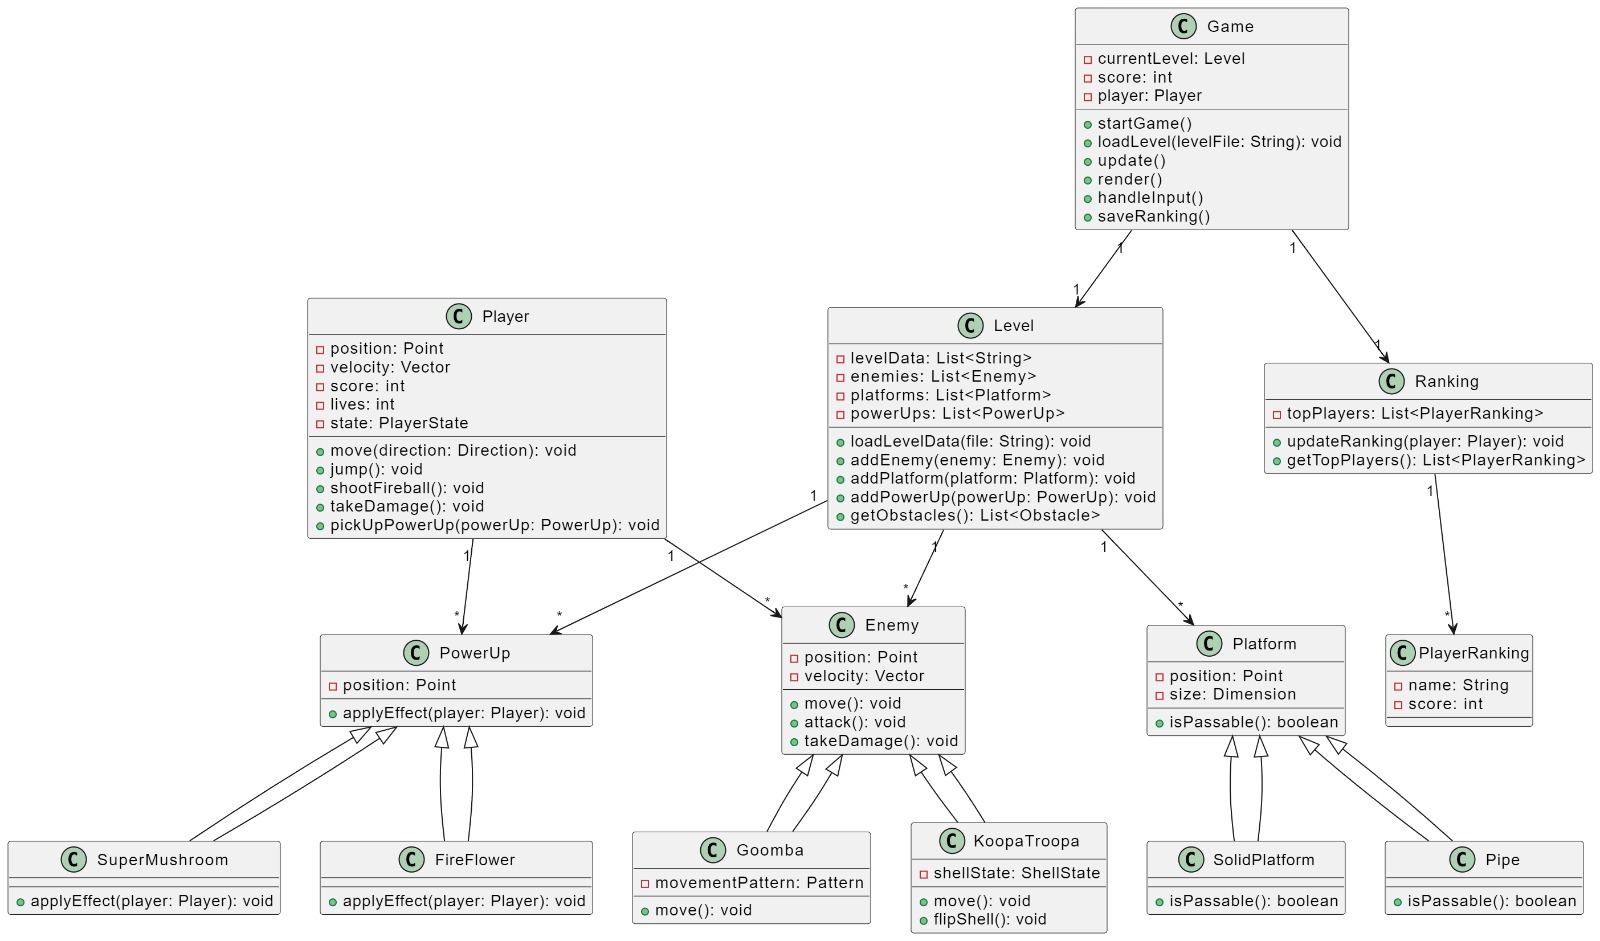 C Game
currentLevel: Level
score: int
player: Player
startGame()
loadLevel(levelFile: String): void
update()
render()
handleInput()
saveRanking()
1
1
1
1
C Player
position: Point
velocity: Vector
score: int
lives: int
state: PlayerState
move(direction: Direction): void
jump(): void
shootFireball(): void
takeDamage(): void
pickUpPowerUp(powerUp: PowerUp): void
C Level
levelData: List<String>
enemies: List<Enemy>
platforms: List<Platform>
powerUps: List<PowerUp>
loadLevelData(file: String): void
addEnemy(enemy: Enemy): void
addPlatform(platform: Platform): void
addPowerUp(powerUp: PowerUp): void
getObstacles(): List<Obstacle>
C Ranking
topPlayers: List<PlayerRanking>
updateRanking(player: Player): void
getTopPlayers(): List<PlayerRanking>
1
1
1
1
1
1
*
*
*
*
*
*
C PowerUp
position: Point
applyEffect(player: Player): void
C Enemy
position: Point
velocity: Vector
move(): void
attack(): void
takeDamage(): void
C Platform
position: Point
size: Dimension
isPassable(): boolean
C PlayerRanking
name: String
score: int
C SuperMushroom
applyEffect(player: Player): void
C FireFlower
applyEffect(player: Player): void
C Goomba
movementPattern: Pattern
move(): void
C KoopaTroopa
shellState: ShellState
move(): void
flipShell(): void
C SolidPlatform
isPassable(): boolean
C Pipe
isPassable(): boolean